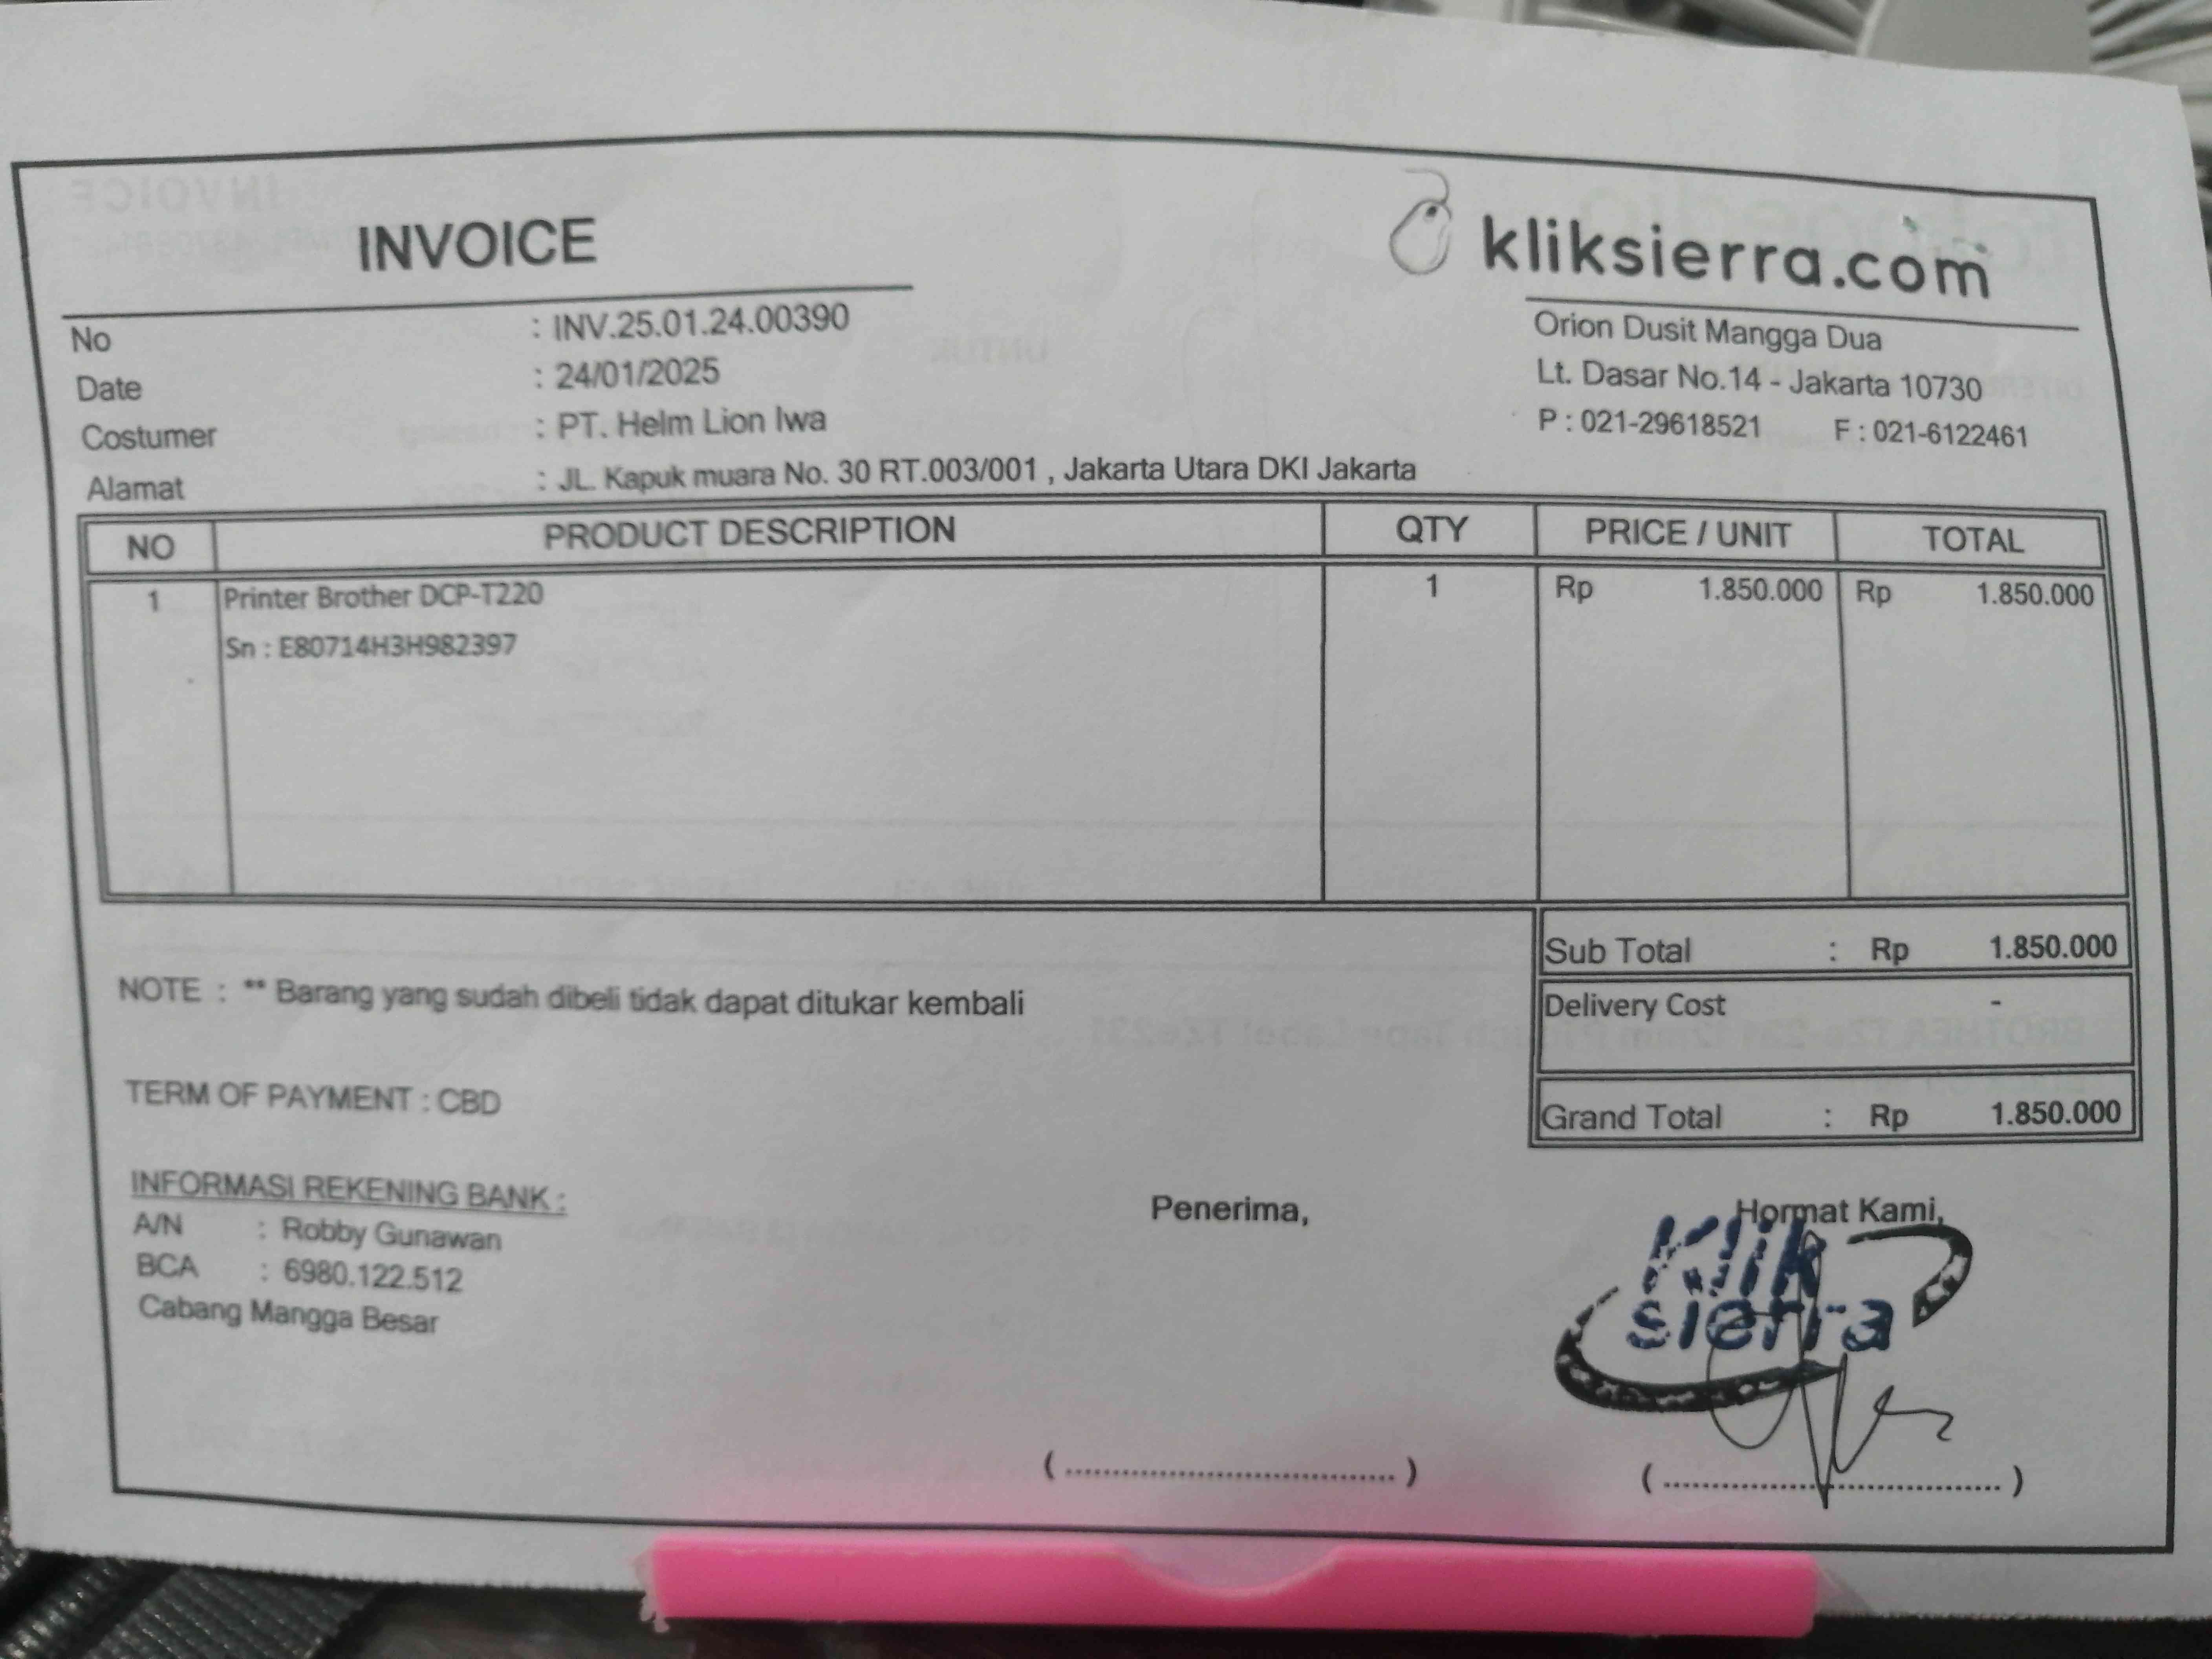 INVOICE
kliksierra.com
Orion Dusit Mangga Dua
Lt. Dasar No.14 - Jakarta 10730
P : 021-29618521 F : 021-6122461
No : INV.25.01.24.00390
Date : 24/01/2025
Costumer : PT. Helm Lion Iwa
Alamat : JL. Kapuk muara No. 30 RT.003/001 , Jakarta Utara DKI Jakarta
NO PRODUCT DESCRIPTION QTY PRICE / UNIT TOTAL
1 Printer Brother DCP-T220 1 Rp 1.850.000 Rp 1.850.000
Sn : E80714H3H982397
Sub Total : Rp 1.850.000
NOTE : ** Barang yang sudah dibeli tidak dapat ditukar kembali
Delivery Cost -
TERM OF PAYMENT : CBD
Grand Total : Rp 1.850.000
INFORMASI REKENING BANK :
A/N : Robby Gunawan
BCA : 6980.122.512
Cabang Mangga Besar
Penerima,
Hormat Kami,
Klik
sierra
( .................................... )
( .................................... )